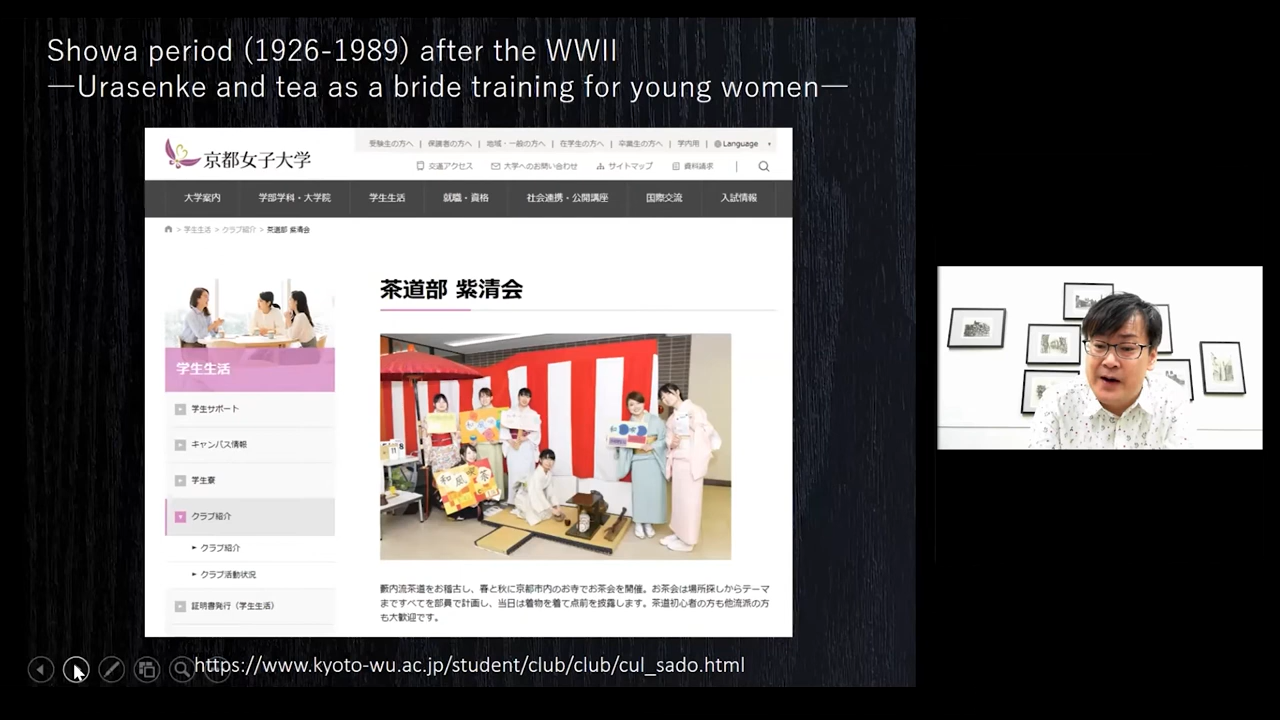 Showa period (1926-1989) after the WWII
—Urasenke and tea as a bride training for young women—
京都女子大学
受験生の方へ | 保護者の方へ | 地域・一般の方へ | 在学生の方へ | 卒業生の方へ | 学内用 | Language
交通アクセス 大学へのお問い合わせ サイトマップ 資料請求
大学案内 学部学科・大学院 学生生活 就職・資格 社会連携・公開講座 国際交流 入試情報
> 学生生活 > クラブ紹介 > 茶道部 紫清会
学生生活
学生サポート
キャンパス情報
学生寮
クラブ紹介
クラブ紹介
クラブ活動状況
証明書発行（学生生活）
茶道部 紫清会
和風喫茶
藪内流茶道をお稽古し、春と秋に京都市内のお寺でお茶会を開催。お茶会は場所探しからテーマ
まですべてを部員で計画し、当日は着物を着て点前を披露します。茶道初心者の方も他流派の方
も大歓迎です。
https://www.kyoto-wu.ac.jp/student/club/club/cul_sado.html